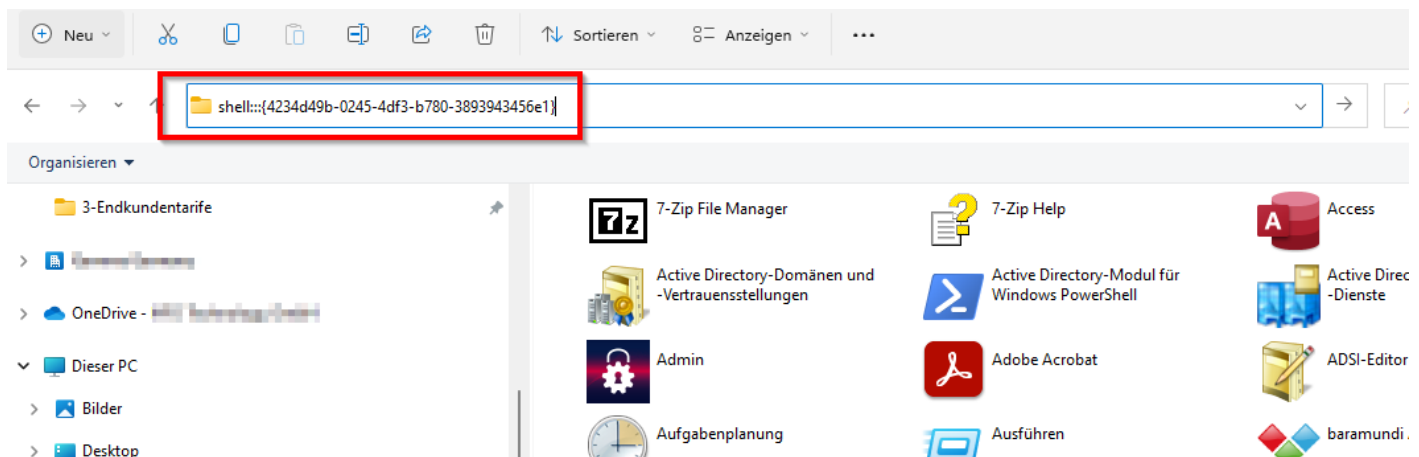 Neu
Sortieren
Anzeigen
shell:::{4234d49b-0245-4df3-b780-3893943456e1}
Organisieren
3-Endkundentarife
OneDrive -
Dieser PC
Bilder
Desktop
7z
7-Zip File Manager
7-Zip Help
A
Access
Active Directory-Domänen und
-Vertrauensstellungen
Active Directory-Modul für
Windows PowerShell
Active Direc
-Dienste
Admin
Adobe Acrobat
ADSI-Editor
Aufgabenplanung
Ausführen
baramundi